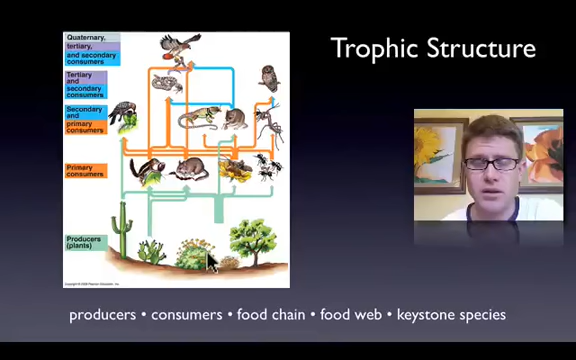 Trophic Structure
Quaternary,
tertiary,
and secondary
consumers
Tertiary
and
secondary
consumers
Secondary
and
primary
consumers
Primary
consumers
Producers
(plants)
producers • consumers • food chain • food web • keystone species